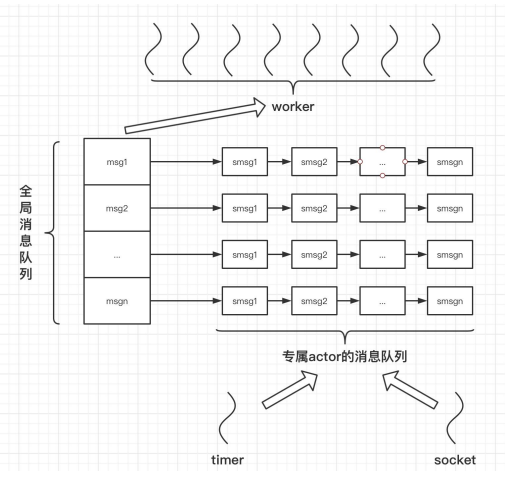 worker
msg1
smsg1
smsg2
...
smsgn
msg2
smsg1
smsg2
...
smsgn
...
smsg1
smsg2
...
smsgn
msgn
smsg1
smsg2
...
smsgn
全局消息队列
专属actor的消息队列
timer
socket